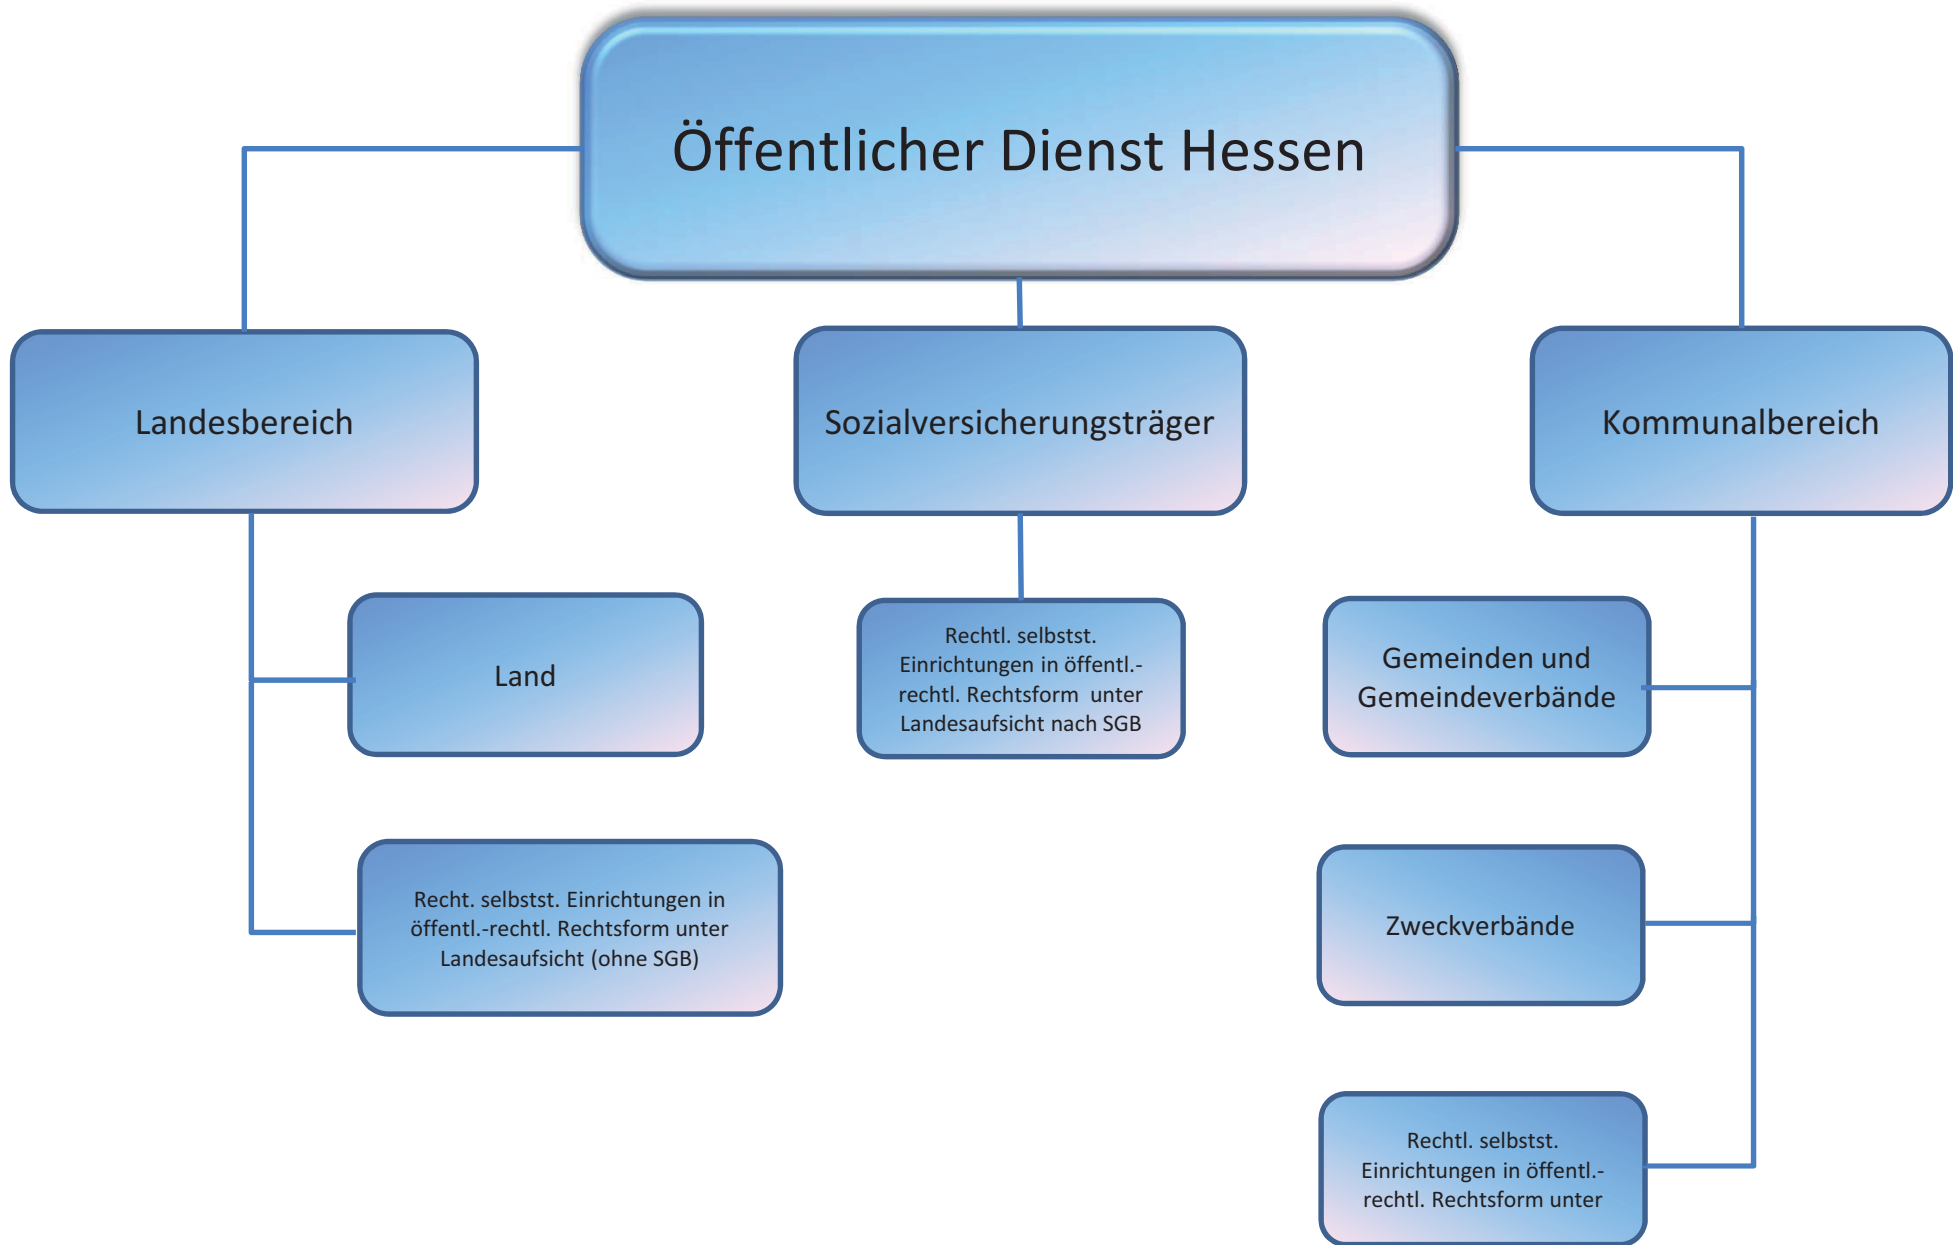 Öffentlicher Dienst Hessen
Landesbereich
Sozialversicherungsträger
Kommunalbereich
Land
Recht. selbstst. Einrichtungen in
öffentl.-rechtl. Rechtsform unter
Landesaufsicht (ohne SGB)
Rechtl. selbstst.
Einrichtungen in öffentl.-
rechtl. Rechtsform unter
Landesaufsicht nach SGB
Gemeinden und
Gemeindeverbände
Zweckverbände
Rechtl. selbstst.
Einrichtungen in öffentl.-
rechtl. Rechtsform unter